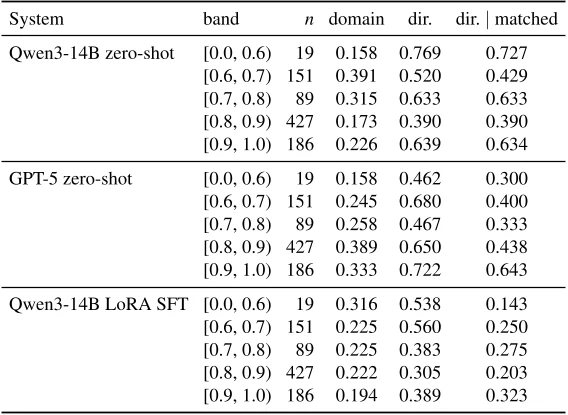 System band n domain dir. dir. | matched
Qwen3-14B zero-shot [0.0, 0.6) 19 0.158 0.769 0.727
[0.6, 0.7) 151 0.391 0.520 0.429
[0.7, 0.8) 89 0.315 0.633 0.633
[0.8, 0.9) 427 0.173 0.390 0.390
[0.9, 1.0) 186 0.226 0.639 0.634
GPT-5 zero-shot [0.0, 0.6) 19 0.158 0.462 0.300
[0.6, 0.7) 151 0.245 0.680 0.400
[0.7, 0.8) 89 0.258 0.467 0.333
[0.8, 0.9) 427 0.389 0.650 0.438
[0.9, 1.0) 186 0.333 0.722 0.643
Qwen3-14B LoRA SFT [0.0, 0.6) 19 0.316 0.538 0.143
[0.6, 0.7) 151 0.225 0.560 0.250
[0.7, 0.8) 89 0.225 0.383 0.275
[0.8, 0.9) 427 0.222 0.305 0.203
[0.9, 1.0) 186 0.194 0.389 0.323